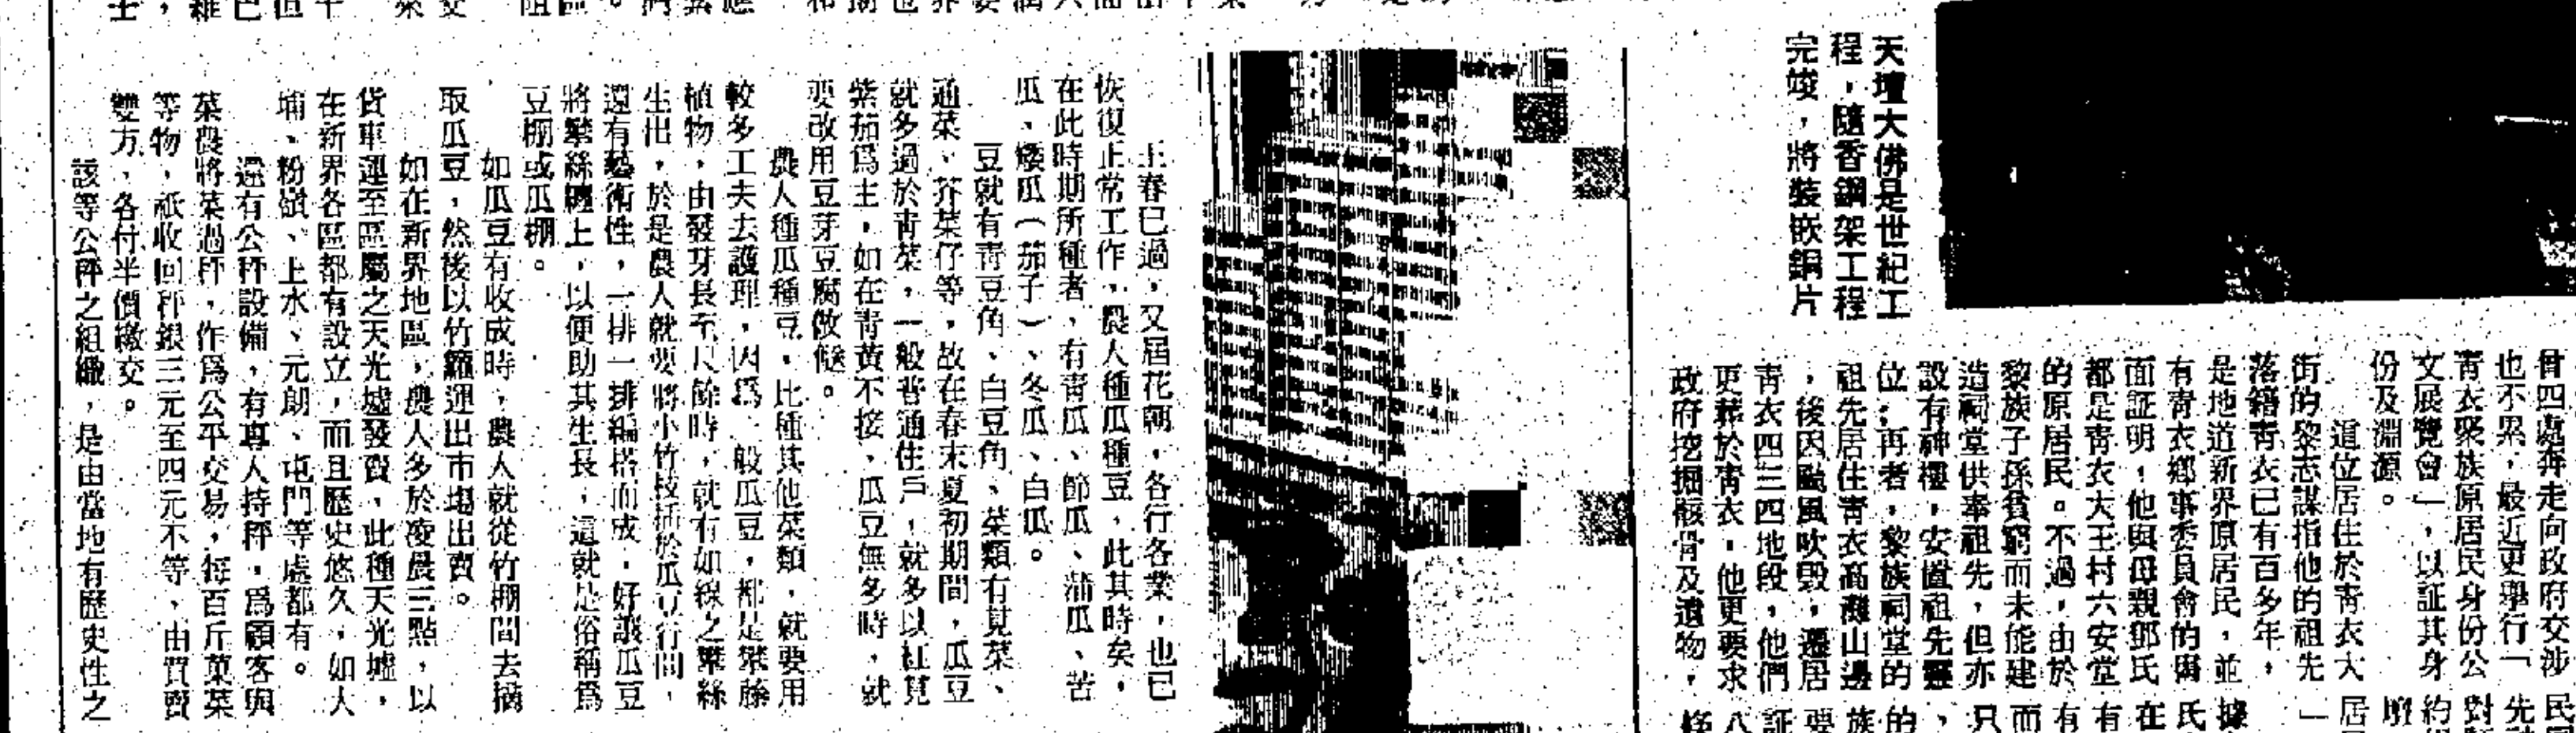 天壇大佛是世紀工
程，隨香鋼架工程
完竣，將裝嵌銅片
骨四處奔走向政府交涉
也不累，最近更舉行「
青衣聚族原居民身份公
文展覽會」，以証其身
份及淵源。
這位居住於青衣大
街的黎志謀指他的祖先
落籍青衣已有百多年，
是地道新界原居民，並
有青衣鄉事委員會的
面証明，他與母親鄧氏
都是青衣大王村六安堂
的原居民。不過，由於
黎族子孫貧窮而未能建
造祠堂供奉祖先，但亦
設有神樓，安置祖先靈
位；再者，黎族祠堂的
祖先居住青衣高灘山邊
，後因颱風吹毀，遷居
青衣四三四地段，他們
更葬於青衣，他更要求
政府挖掘骸骨及遺物，
春已過，又屆花朝，各行各業，也已
恢復正常工作，農人種瓜種豆，此其時矣，
在此時期所種者，有青瓜、節瓜、蒲瓜、苦
瓜、矮瓜（茄子）、冬瓜、白瓜。
豆就有青豆角、白豆角、菜類有莧菜、
通菜、芥菜仔等，故在春末夏初期間，瓜豆
就多過於青菜，一般普通住戶，就多以紅莧
紫茄爲主，如在青黃不接，瓜豆無多時，就
要改用豆芽豆腐做餸。
農人種瓜種豆，比種其他菜類，就要用
較多工夫去護理，因爲一般瓜豆，都是攀藤
植物，由發芽長至尺餘時，就有如線之攀絲
生出，於是農人就要將小竹枝插於瓜豆行間，
還有藝術性，一排一排編搭而成，好讓瓜豆
將攀絲纏上，以便助其生長，這就是俗稱爲
豆棚或瓜棚。
如瓜豆有收成時，農人就從竹棚間去摘
取瓜豆，然後以竹籮運出市場出賣。
如在新界地區，農人多於凌晨三點，以
貨車運至區屬之天光墟發賣，此種天光墟，
在新界各區都有設立，而且歷史悠久，如大
埔、粉嶺、上水、元朗、屯門等處都有。
還有公秤設備，有專人持秤，爲顧客與
菜農將菜過秤，作爲公平交易，每百斤菓菜
等物，祇收回秤銀三元至四元不等，由買賣
雙方，各付半價繳交。
該等公秤之組織，是由當地有歷史性之